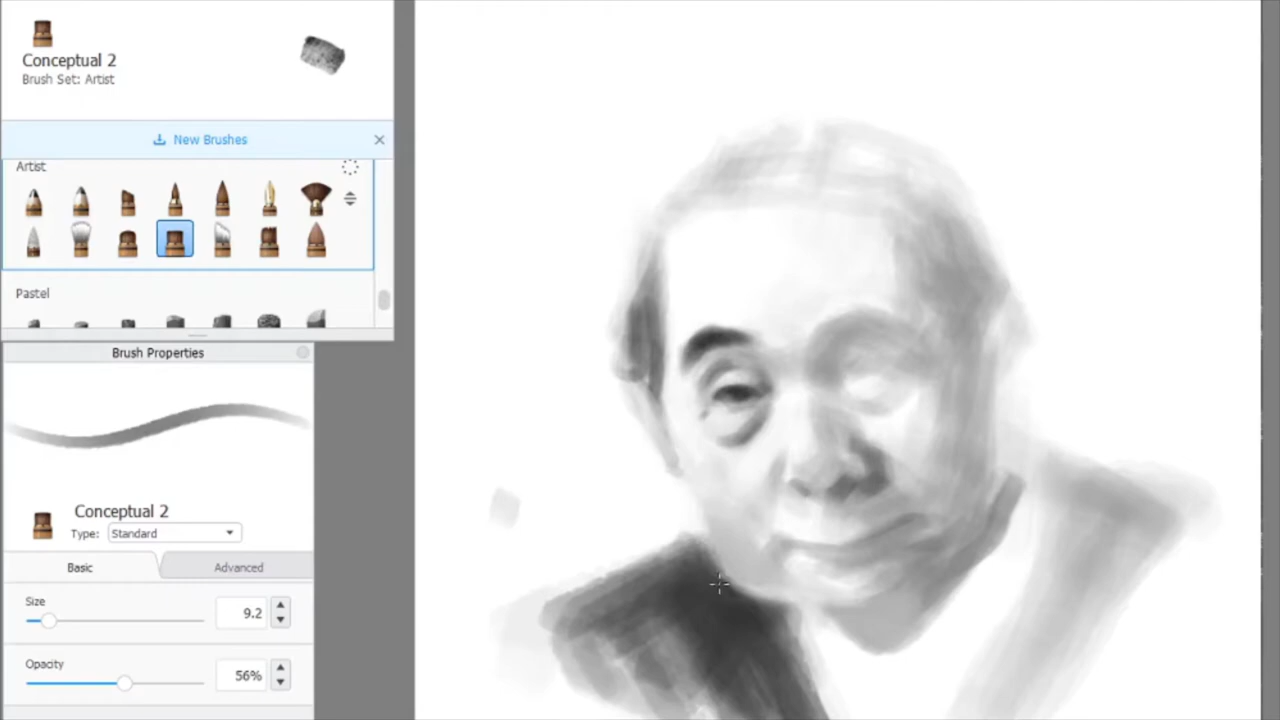 Conceptual 2
Brush Set: Artist
New Brushes
Artist
Pastel
Brush Properties
Conceptual 2
Type: Standard
Basic Advanced
Size
9.2
Opacity
56%